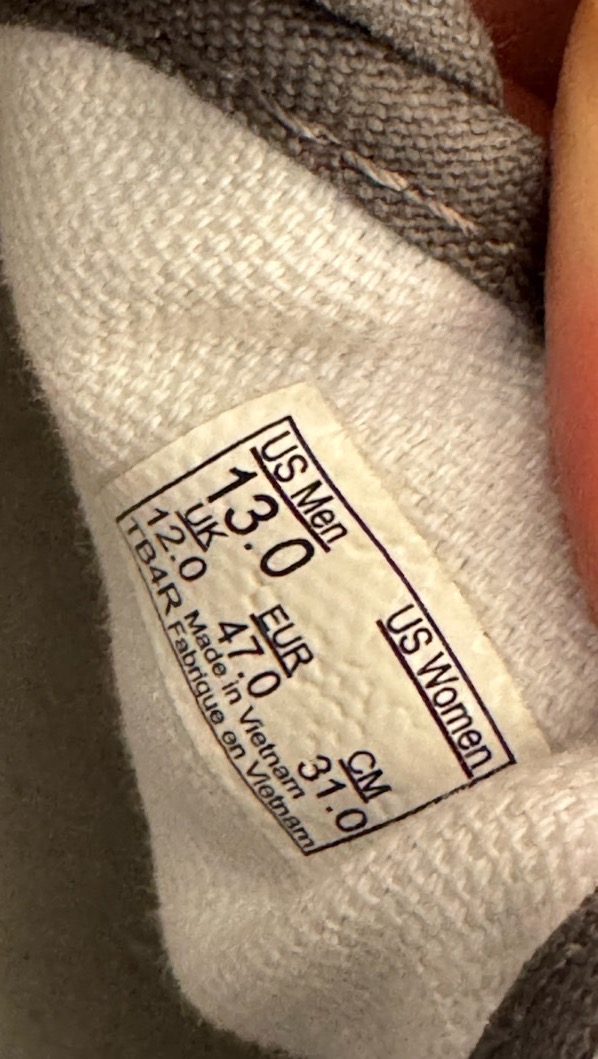 US Men
13.0
US Women
UK
12.0
EUR
47.0
CM
31.0
TB4R Made in Vietnam
Fabrique en Vietnam